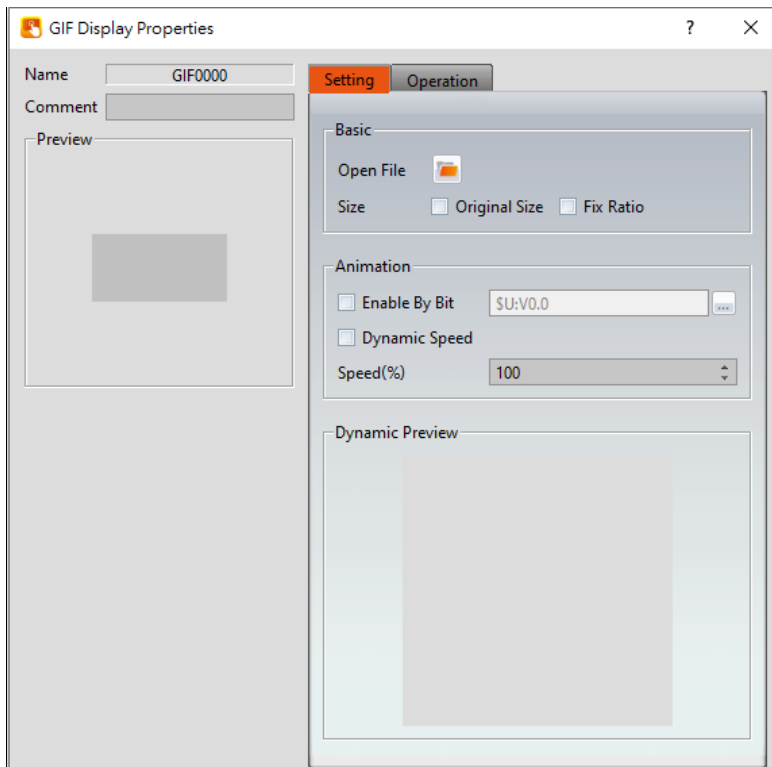 GIF Display Properties
?
Name
GIF0000
Comment
Preview
Setting
Operation
Basic
Open File
Size
Original Size
Fix Ratio
Animation
Enable By Bit
$U:V0.0
...
Dynamic Speed
Speed(%)
100
Dynamic Preview